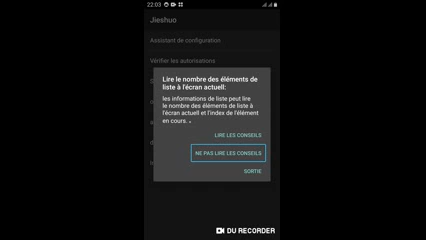 22:03
Jieshuo
Assistant de configuration
Vérifier les autorisations
Lire le nombre des éléments de
liste à l'écran actuell:
les informations de liste peut lire
le nombre des éléments de liste à
l'écran actuell et l'index de l'élément
en cours. 。
LIRE LES CONSEILS
NE PAS LIRE LES CONSEILS
SORTIE
DU RECORDER